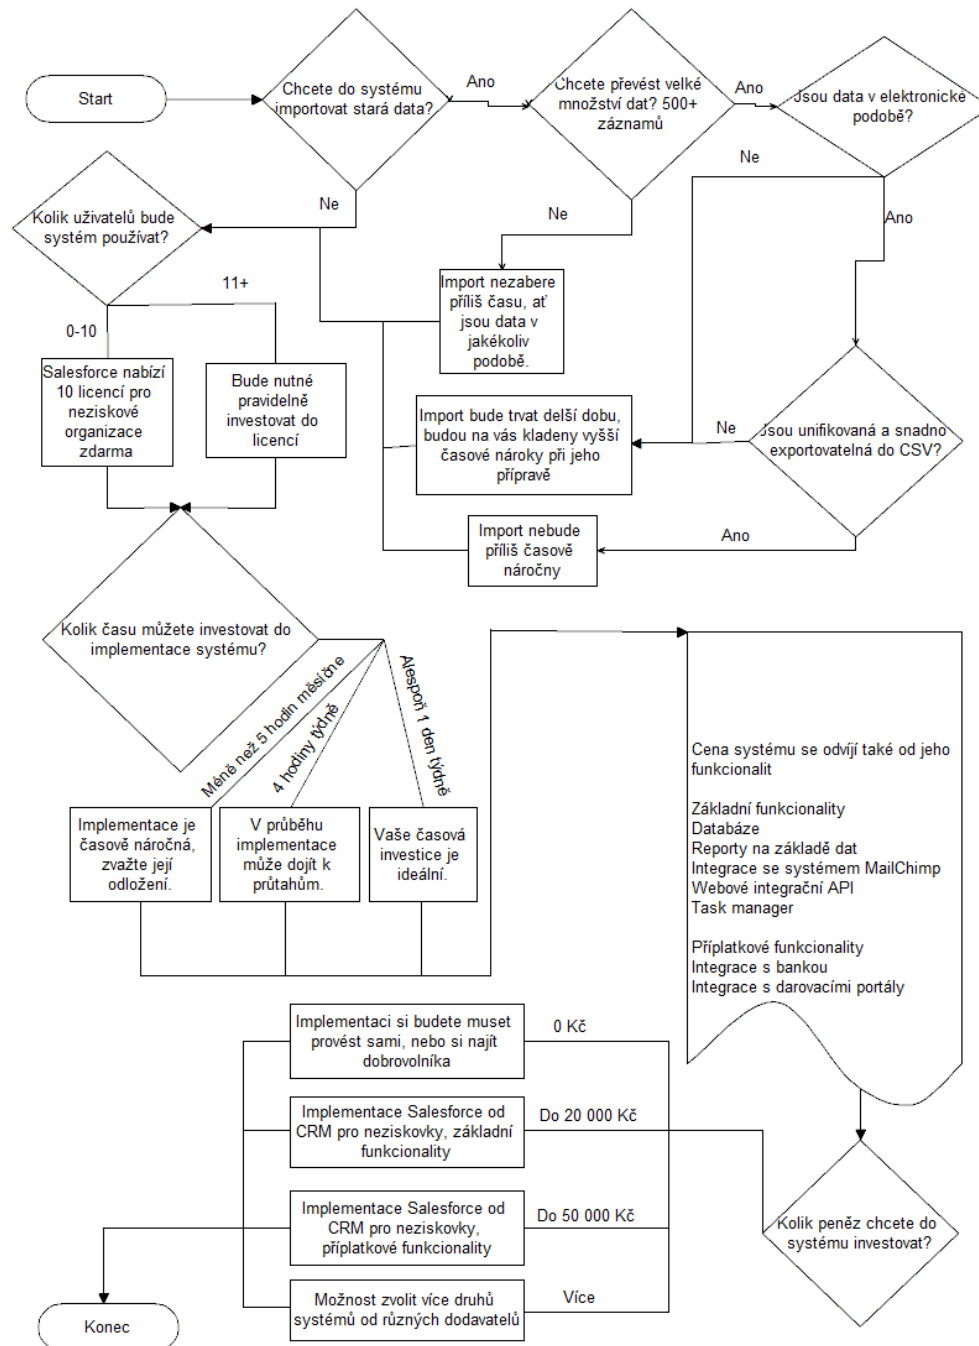 Start
Chcete do systému
importovat stará data?
Ano
Chcete převést velké
množství dat? 500+
záznamů
Ano
Jsou data v elektronické
podobě?
Ne
Ne
Ne
Ano
Kolik uživatelů bude
systém používat?
11+
0-10
Import nezabere
příliš času, ať
jsou data v
jakékoliv
podobě.
Salesforce nabízí
10 licencí pro
neziskové
organizace
zdarma
Bude nutné
pravidelně
investovat do
licencí
Import bude trvat delší dobu,
budou na vás kladeny vyšší
časové nároky při jeho
přípravě
Ne
Jsou unifikovaná a snadno
exportovatelná do CSV?
Import nebude
příliš časově
náročny
Ano
Kolik času můžete investovat do
implementace systému?
Méně než 5 hodin měsíčne
4 hodiny týdně
Alespoň 1 den týdně
Implementace je
časově náročná,
zvažte její
odložení.
V průběhu
implementace
může dojít k
průtahům.
Vaše časová
investice je
ideální.
Cena systému se odvíjí také od jeho
funkcionalit
Základní funkcionality
Databáze
Reporty na základě dat
Integrace se systémem MailChimp
Webové integrační API
Task manager
Příplatkové funkcionality
Integrace s bankou
Integrace s darovacími portály
Implementaci si budete muset
provést sami, nebo si najít
dobrovolníka
0 Kč
Implementace Salesforce od
CRM pro neziskovky, základní
funkcionality
Do 20 000 Kč
Implementace Salesforce od
CRM pro neziskovky,
příplatkové funkcionality
Do 50 000 Kč
Kolik peněz chcete do
systému investovat?
Možnost zvolit více druhů
systémů od různých dodavatelů
Více
Konec